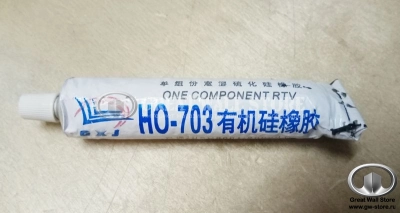 单组份室温硫化硅橡胶
ONE COMPONENT RTV
HO-703有机硅橡胶
Great Wall Store
www.gw-store.ru